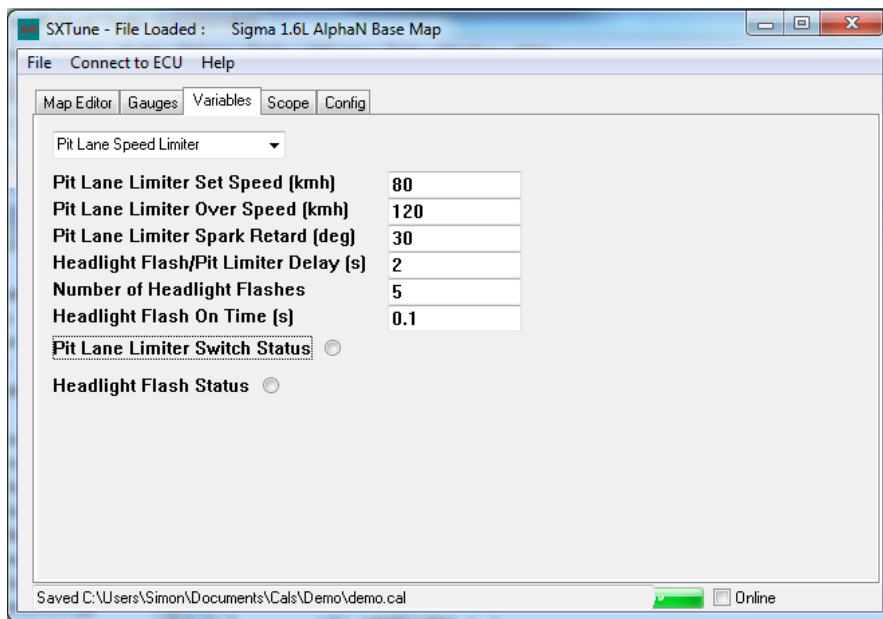 SXTune - File Loaded : Sigma 1.6L AlphaN Base Map
File Connect to ECU Help
Map Editor Gauges Variables Scope Config
Pit Lane Speed Limiter
Pit Lane Limiter Set Speed (kmh) 80
Pit Lane Limiter Over Speed (kmh) 120
Pit Lane Limiter Spark Retard (deg) 30
Headlight Flash/Pit Limiter Delay (s) 2
Number of Headlight Flashes 5
Headlight Flash On Time (s) 0.1
Pit Lane Limiter Switch Status
Headlight Flash Status
Saved C:\Users\Simon\Documents\Cals\Demo\demo.cal Online